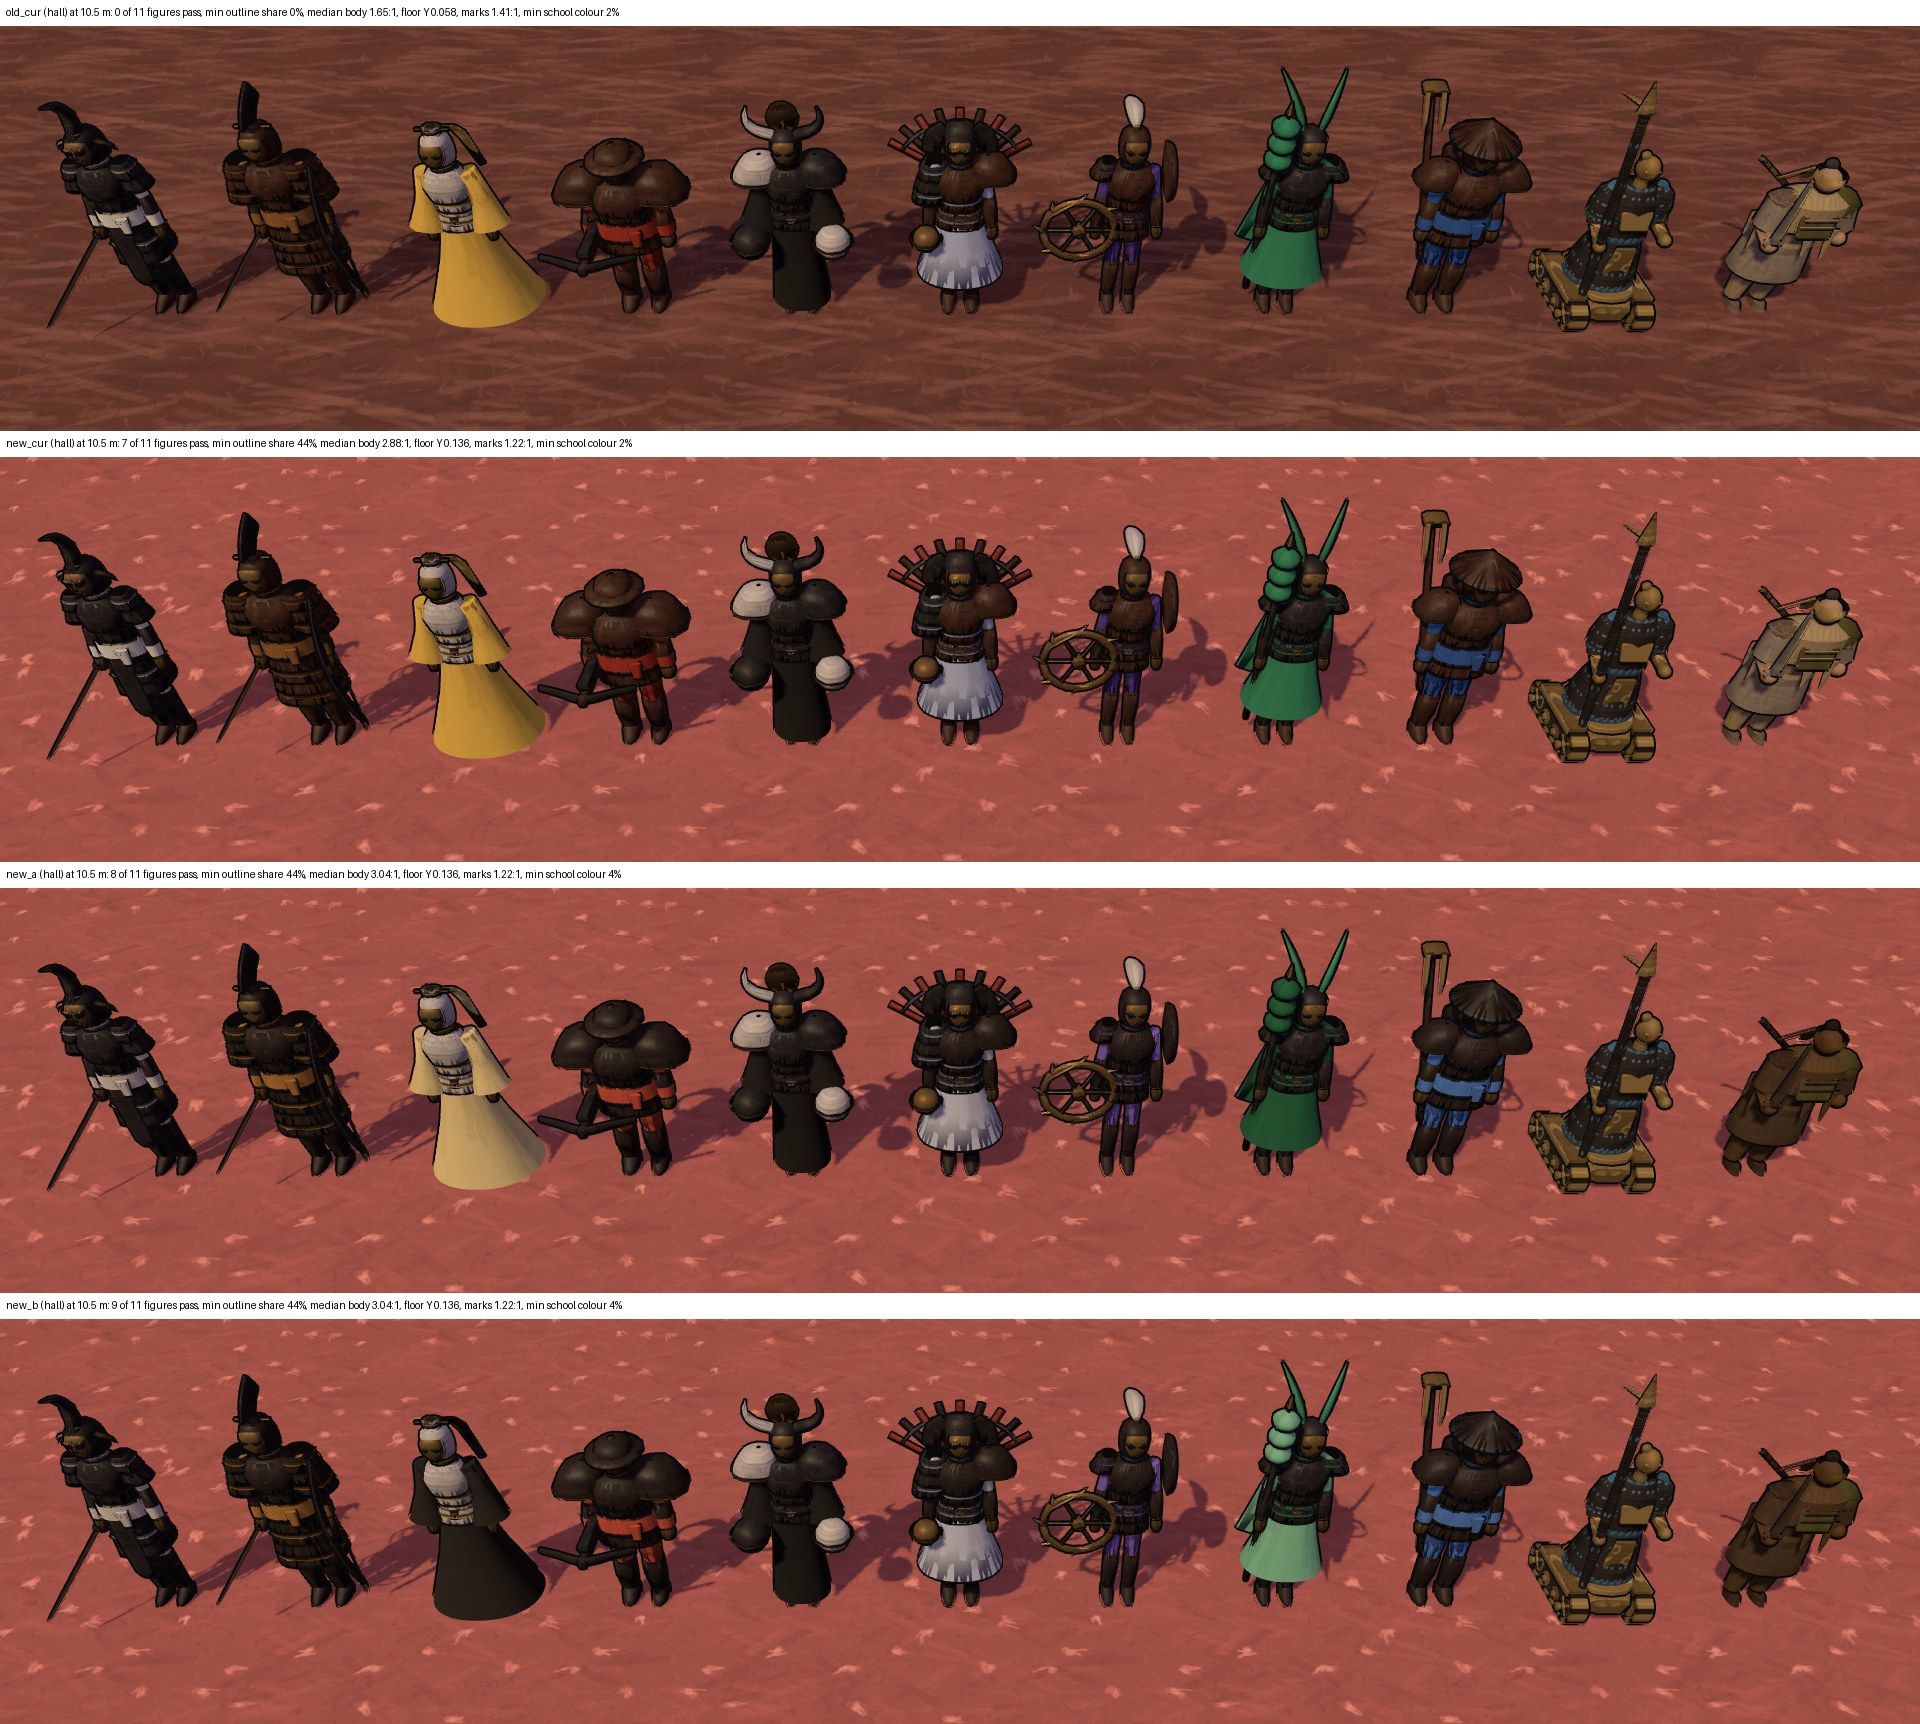 old_cur (hall) at 10.5 m: 0 of 11 figures pass, min outline share 0%, median body 1.65:1, floor Y 0.058, marks 1.41:1, min school colour 2%
new_cur (hall) at 10.5 m: 7 of 11 figures pass, min outline share 44%, median body 2.88:1, floor Y 0.136, marks 1.22:1, min school colour 2%
new_a (hall) at 10.5 m: 8 of 11 figures pass, min outline share 44%, median body 3.04:1, floor Y 0.136, marks 1.22:1, min school colour 4%
new_b (hall) at 10.5 m: 9 of 11 figures pass, min outline share 44%, median body 3.04:1, floor Y 0.136, marks 1.22:1, min school colour 4%